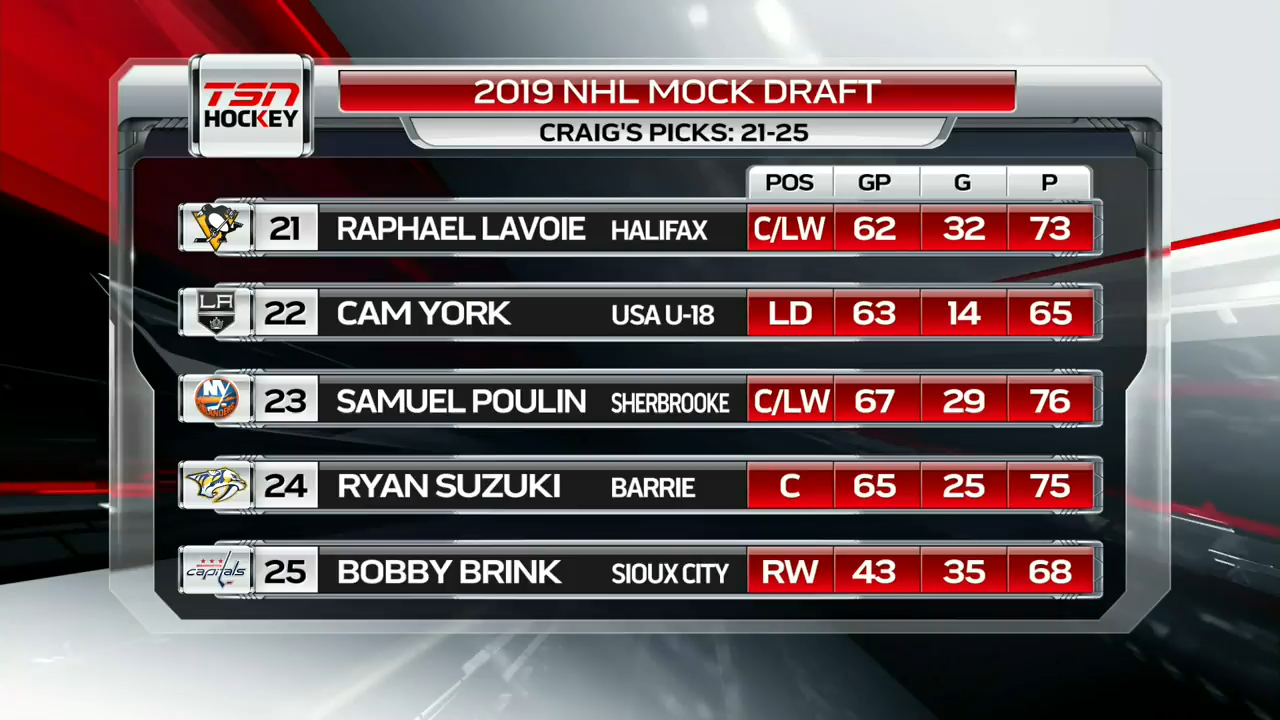 TSN
HOCKEY
2019 NHL MOCK DRAFT
CRAIG'S PICKS: 21-25
POS GP G P
21 RAPHAEL LAVOIE HALIFAX C/LW 62 32 73
LA 22 CAM YORK USA U-18 LD 63 14 65
NY ISLANDERS 23 SAMUEL POULIN SHERBROOKE C/LW 67 29 76
24 RYAN SUZUKI BARRIE C 65 25 75
capitals 25 BOBBY BRINK SIOUX CITY RW 43 35 68